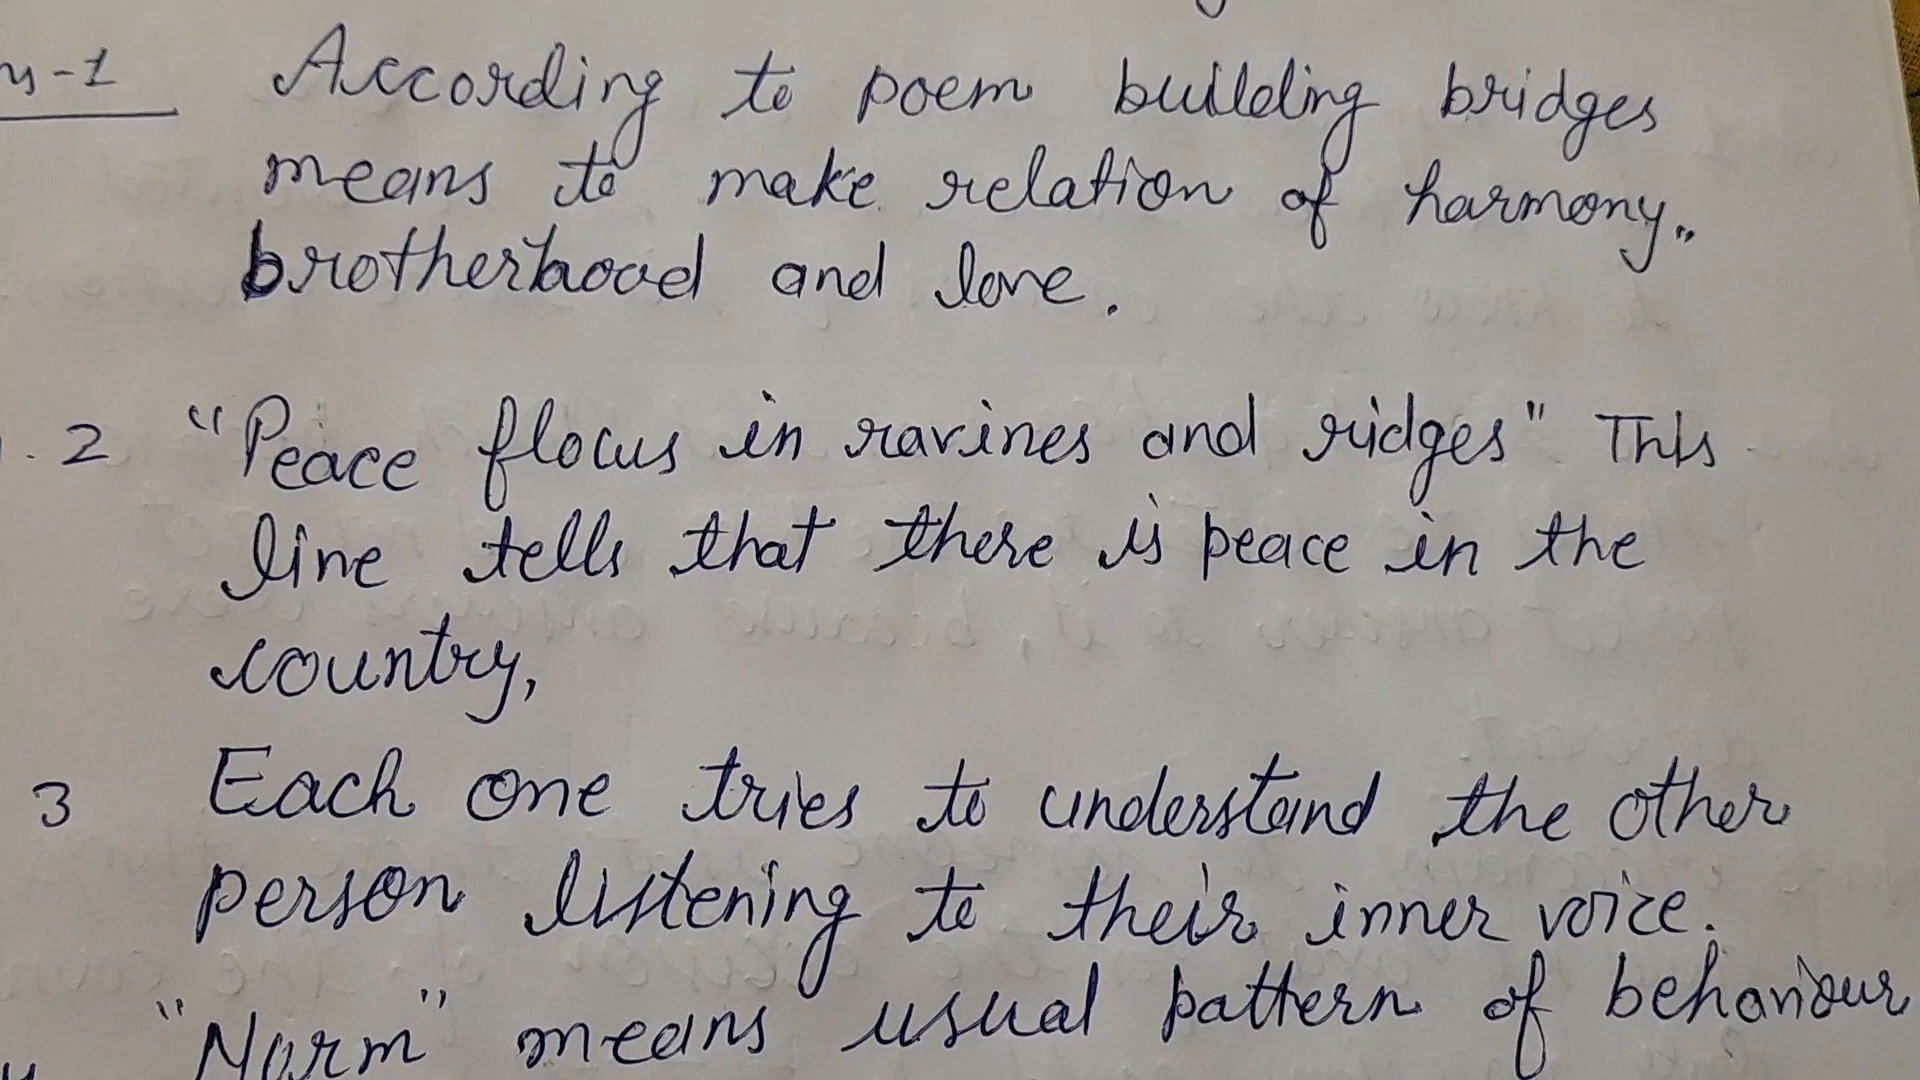 -1 According to poem building bridges
means to make relation of harmony,,
brotherhood and love.
. 2 "Peace flocus in ravines and ridges" This
line tells that there is peace in the
country,
3 Each one tries to understand the other
person listening to their inner voice.
"Norm" means usual pattern of behaviour